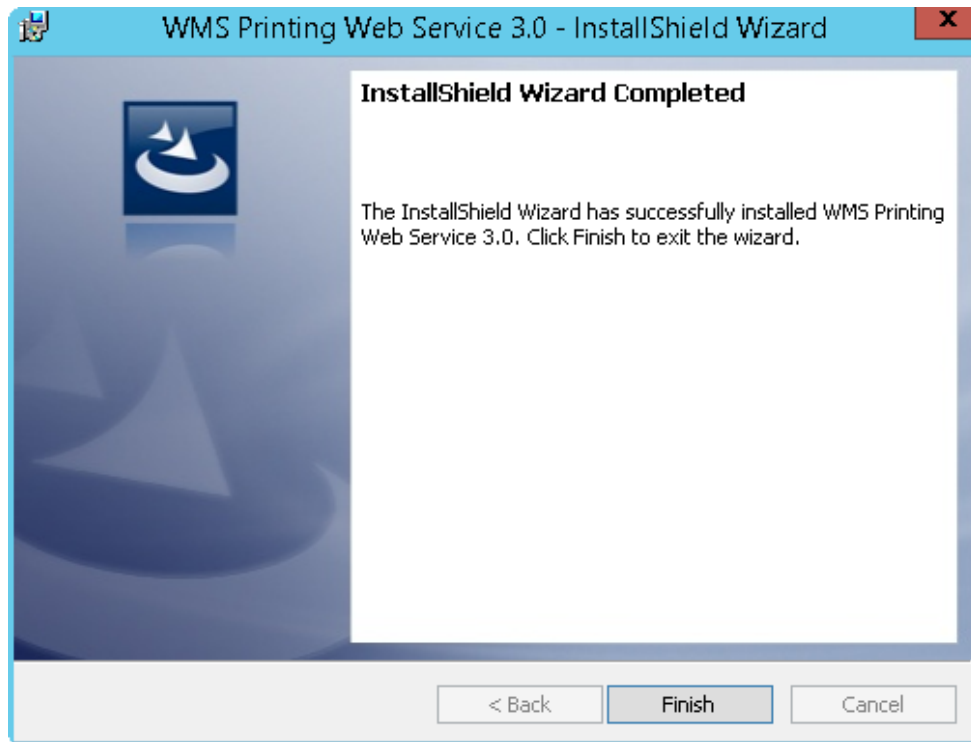 WMS Printing Web Service 3.0 - InstallShield Wizard
x
InstallShield Wizard Completed
The InstallShield Wizard has successfully installed WMS Printing
Web Service 3.0. Click Finish to exit the wizard.
< Back
Finish
Cancel